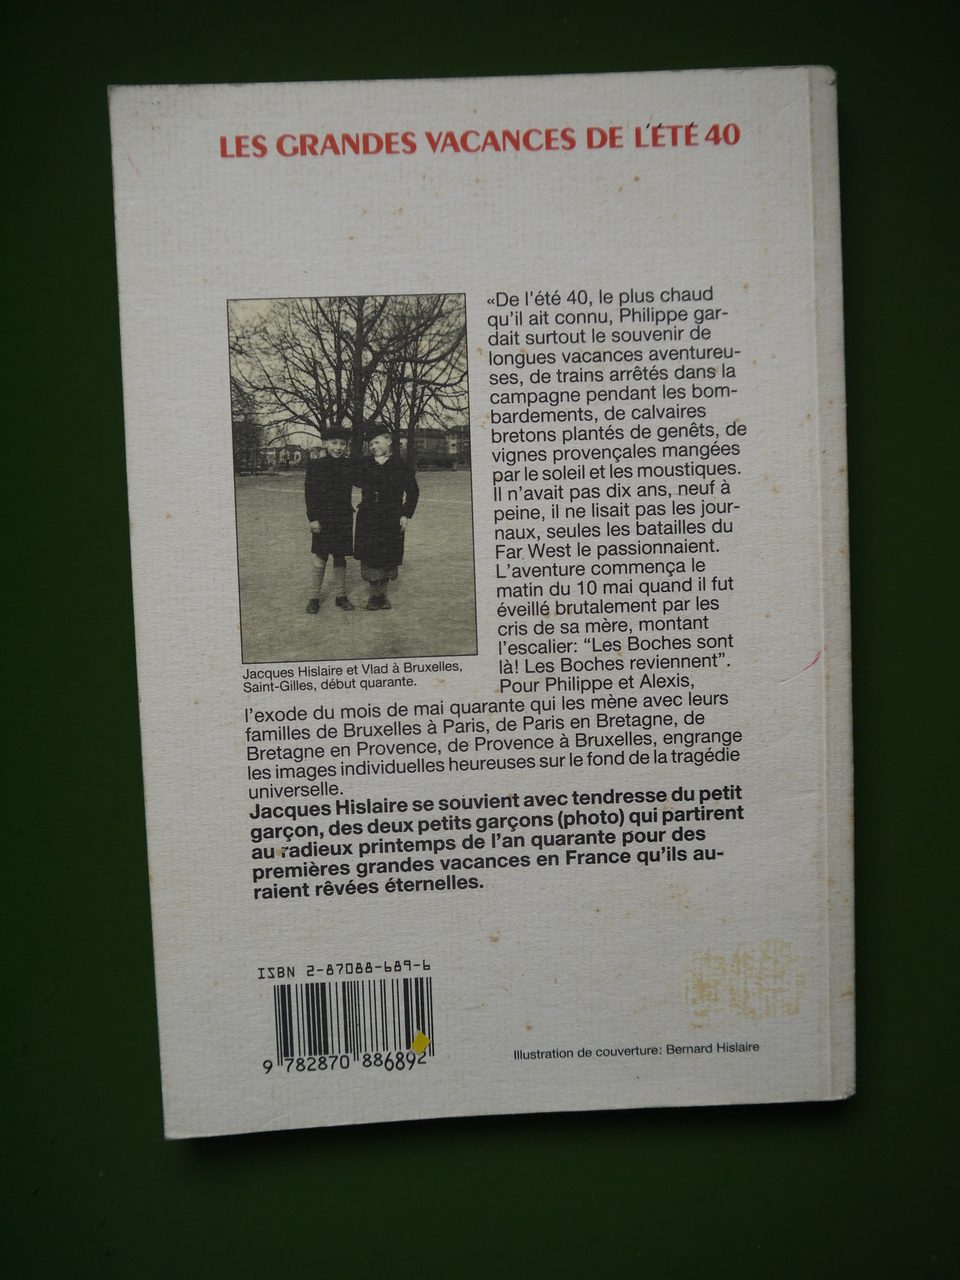 LES GRANDES VACANCES DE L'ÉTÉ 40
«De l'été 40, le plus chaud
qu'il ait connu, Philippe gar-
dait surtout le souvenir de
longues vacances aventureu-
ses, de trains arrêtés dans la
campagne pendant les bom-
bardements, de calvaires
bretons plantés de genêts, de
vignes provençales mangées
par le soleil et les moustiques.
Il n'avait pas dix ans, neuf à
peine, il ne lisait pas les jour-
naux, seules les batailles du
Far West le passionnaient.
L'aventure commença le
matin du 10 mai quand il fut
éveillé brutalement par les
cris de sa mère, montant
l'escalier: “Les Boches sont
là! Les Boches reviennent”.
Pour Philippe et Alexis,
l'exode du mois de mai quarante qui les mène avec leurs
familles de Bruxelles à Paris, de Paris en Bretagne, de
Bretagne en Provence, de Provence à Bruxelles, engrange
les images individuelles heureuses sur le fond de la tragédie
universelle.
Jacques Hislaire se souvient avec tendresse du petit
garçon, des deux petits garçons (photo) qui partirent
au radieux printemps de l'an quarante pour des
premières grandes vacances en France qu'ils au-
raient rêvées éternelles.
Jacques Hislaire et Vlad à Bruxelles,
Saint-Gilles, début quarante.
ISBN 2-87088-689-6
9 782870 886892
Illustration de couverture: Bernard Hislaire